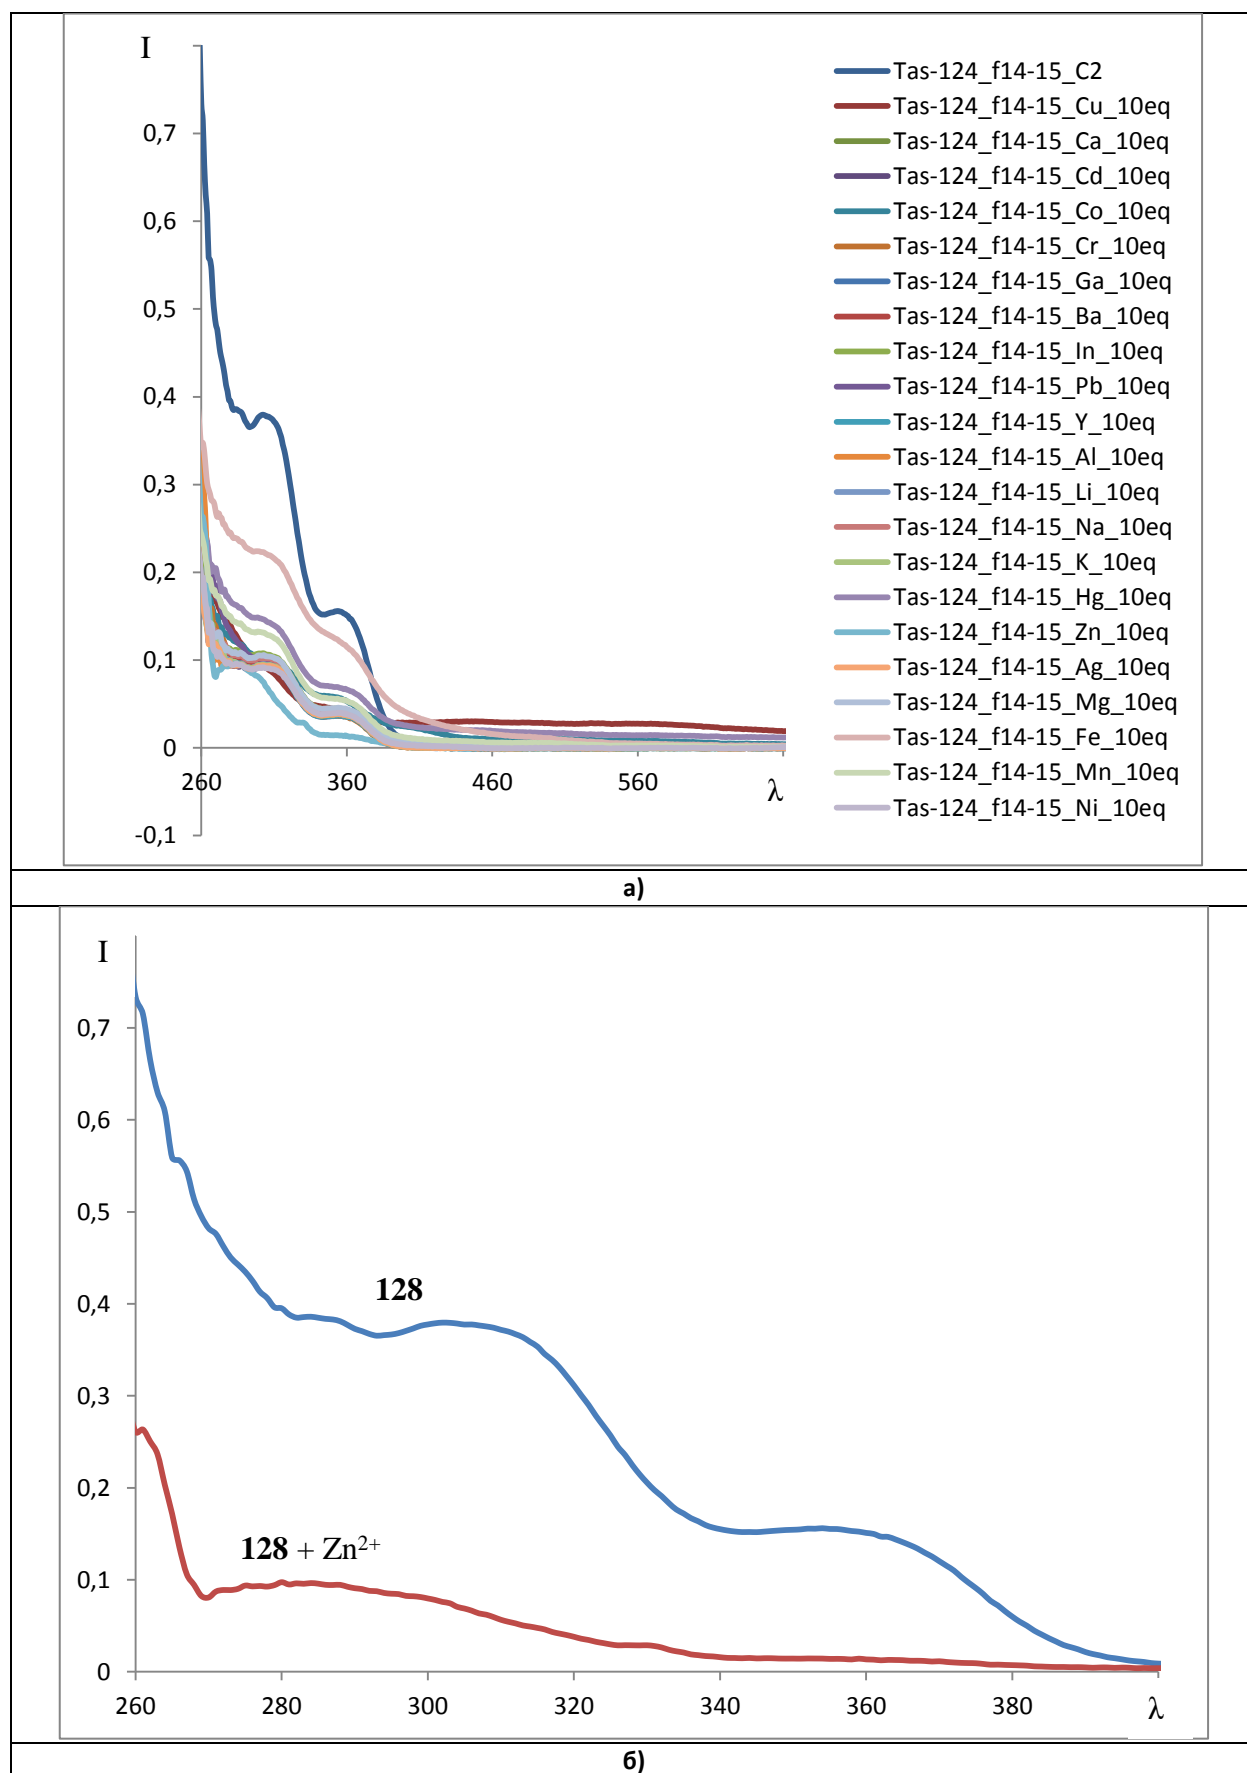 I
0,7
0,6
0,5
0,4
0,3
0,2
0,1
0
-0,1
260
360
460
560
λ
Tas-124_f14-15_C2
Tas-124_f14-15_Cu_10eq
Tas-124_f14-15_Ca_10eq
Tas-124_f14-15_Cd_10eq
Tas-124_f14-15_Co_10eq
Tas-124_f14-15_Cr_10eq
Tas-124_f14-15_Ga_10eq
Tas-124_f14-15_Ba_10eq
Tas-124_f14-15_In_10eq
Tas-124_f14-15_Pb_10eq
Tas-124_f14-15_Y_10eq
Tas-124_f14-15_Al_10eq
Tas-124_f14-15_Li_10eq
Tas-124_f14-15_Na_10eq
Tas-124_f14-15_K_10eq
Tas-124_f14-15_Hg_10eq
Tas-124_f14-15_Zn_10eq
Tas-124_f14-15_Ag_10eq
Tas-124_f14-15_Mg_10eq
Tas-124_f14-15_Fe_10eq
Tas-124_f14-15_Mn_10eq
Tas-124_f14-15_Ni_10eq
а)
I
0,7
0,6
0,5
0,4
0,3
0,2
0,1
0
128
128 + Zn²⁺
260
280
300
320
340
360
380
λ
б)